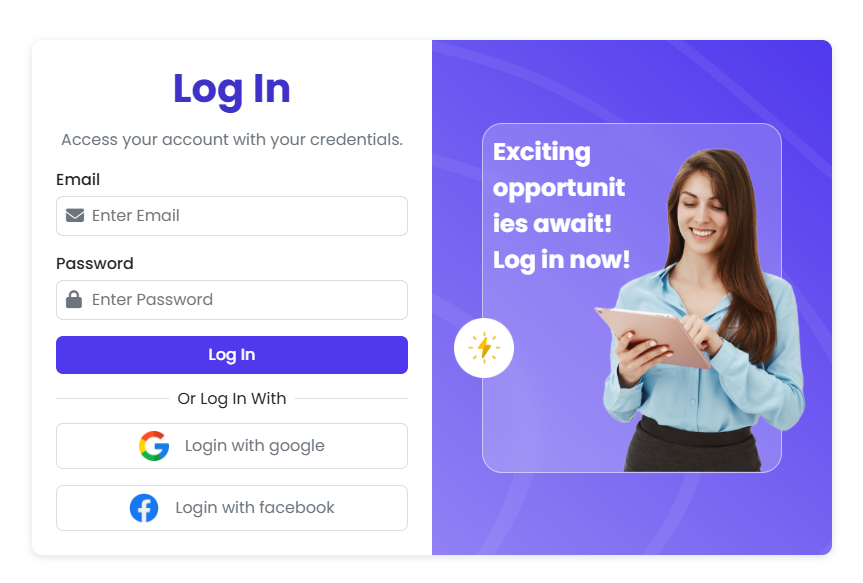 Log In
Access your account with your credentials.
Email
Enter Email
Password
Enter Password
Log In
Or Log In With
Login with google
Login with facebook
Exciting
opportunit
ies await!
Log in now!